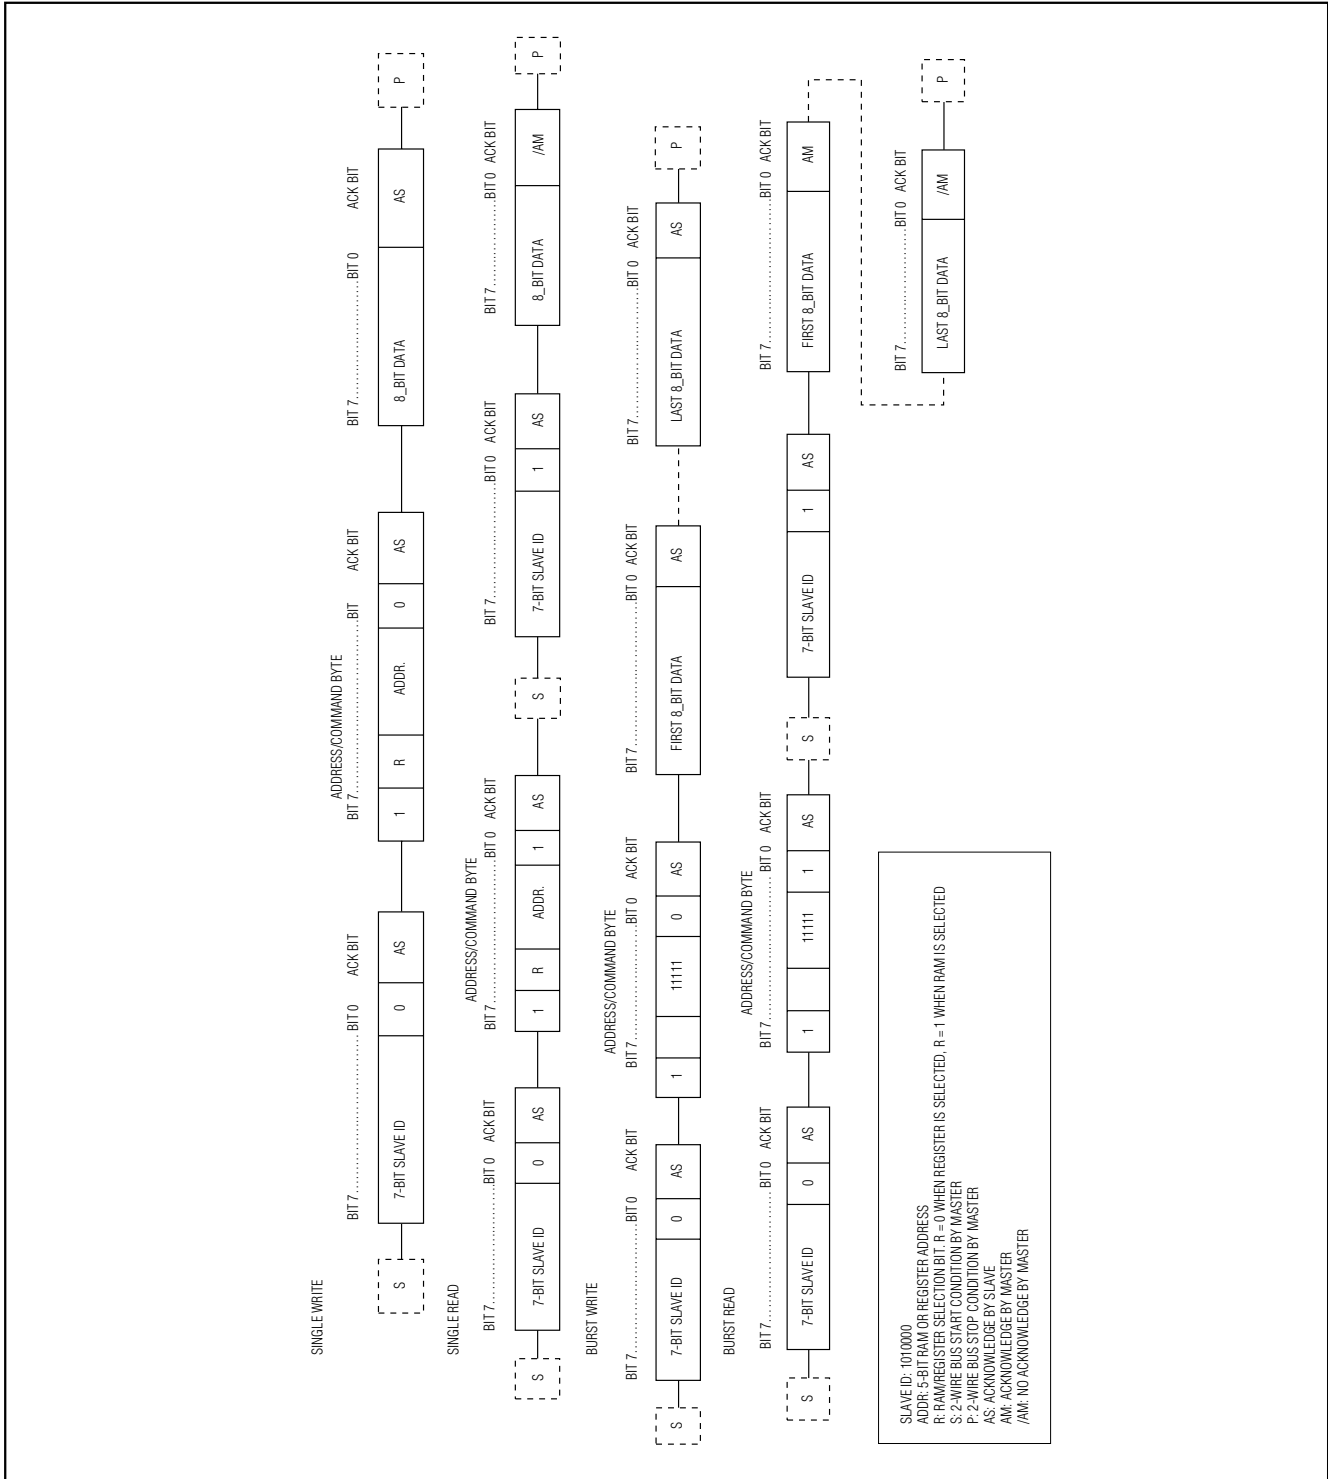 SINGLE WRITE
ADDRESS/COMMAND BYTE
BIT 7..............................BIT 0 ACK BIT BIT 7..............................BIT ACK BIT BIT 7..............................BIT 0 ACK BIT
S 7-BIT SLAVE ID 0 AS 1 R ADDR. 0 AS 8_BIT DATA AS P
SINGLE READ
ADDRESS/COMMAND BYTE
BIT 7..............................BIT 0 ACK BIT BIT 7..............................BIT 0 ACK BIT BIT 7..............................BIT 0 ACK BIT BIT 7..............................BIT 0 ACK BIT
S 7-BIT SLAVE ID 0 AS 1 R ADDR. 1 AS S 7-BIT SLAVE ID 1 AS 8_BIT DATA /AM P
BURST WRITE
ADDRESS/COMMAND BYTE
BIT 7..............................BIT 0 ACK BIT BIT 7..............................BIT 0 ACK BIT BIT 7..............................BIT 0 ACK BIT BIT 7..............................BIT 0 ACK BIT
S 7-BIT SLAVE ID 0 AS 1 11111 0 AS FIRST 8_BIT DATA AS LAST 8_BIT DATA AS P
BURST READ
ADDRESS/COMMAND BYTE
BIT 7..............................BIT 0 ACK BIT BIT 7..............................BIT 0 ACK BIT BIT 7..............................BIT 0 ACK BIT
S 7-BIT SLAVE ID 0 AS 1 11111 1 AS S 7-BIT SLAVE ID 1 AS FIRST 8_BIT DATA AM
BIT 7..............................BIT 0 ACK BIT
LAST 8_BIT DATA /AM P
SLAVE ID: 1010000
ADDR: 5-BIT RAM OR REGISTER ADDRESS
R: RAM/REGISTER SELECTION BIT. R = 0 WHEN REGISTER IS SELECTED, R = 1 WHEN RAM IS SELECTED
S: 2-WIRE BUS START CONDITION BY MASTER
P: 2-WIRE BUS STOP CONDITION BY MASTER
AS: ACKNOWLEDGE BY SLAVE
AM: ACKNOWLEDGE BY MASTER
/AM: NO ACKNOWLEDGE BY MASTER